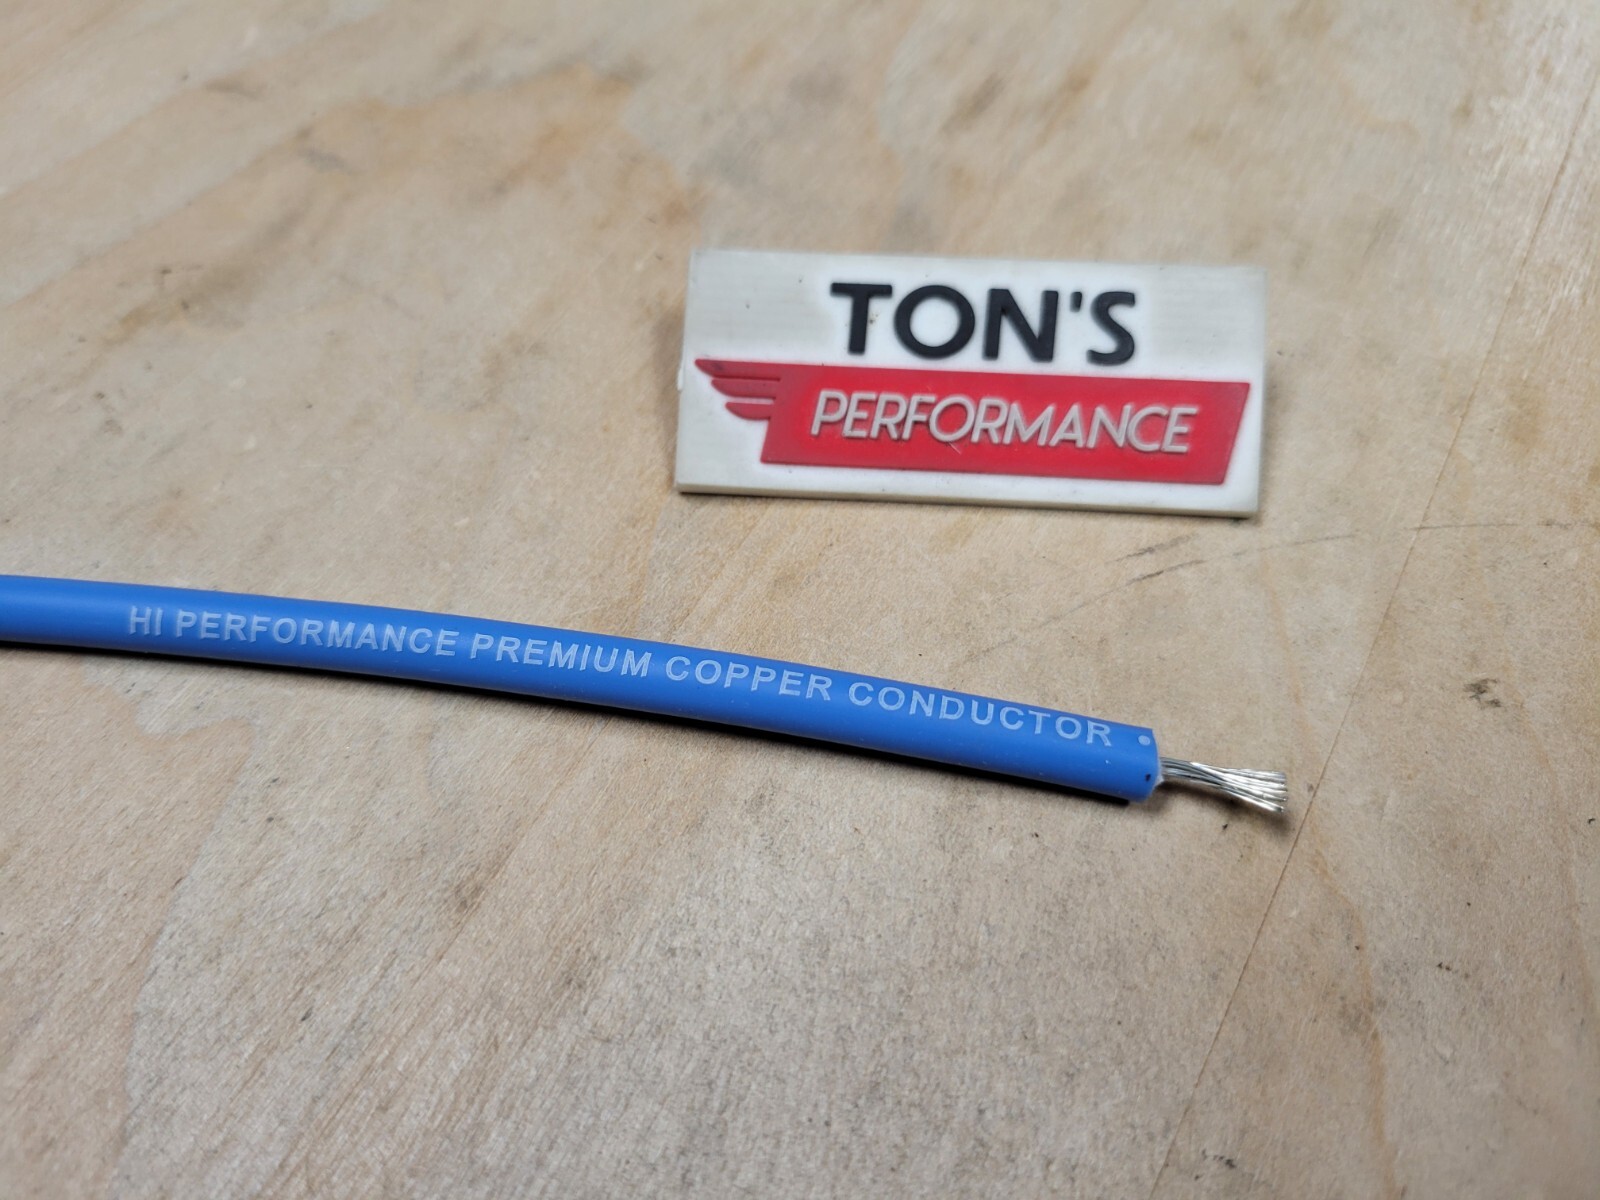 TON'S
PERFORMANCE
HI PERFORMANCE PREMIUM COPPER CONDUCTOR